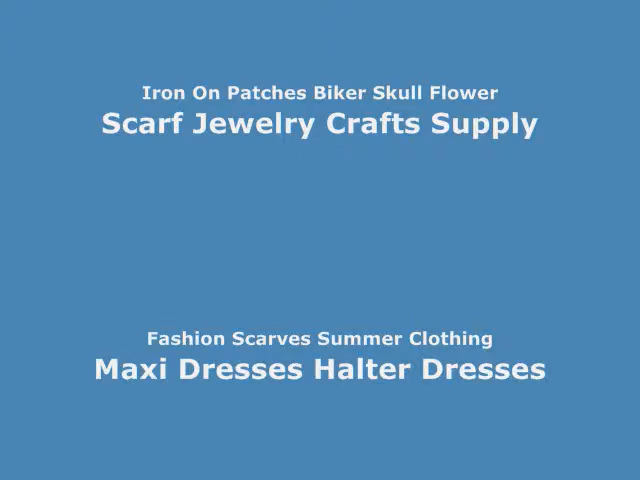 Iron On Patches Biker Skull Flower
Scarf Jewelry Crafts Supply
Fashion Scarves Summer Clothing
Maxi Dresses Halter Dresses